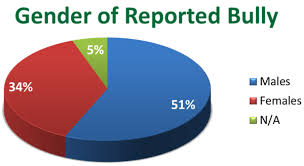 Gender of Reported Bully
5%
34%
51%
Males
Females
N/A